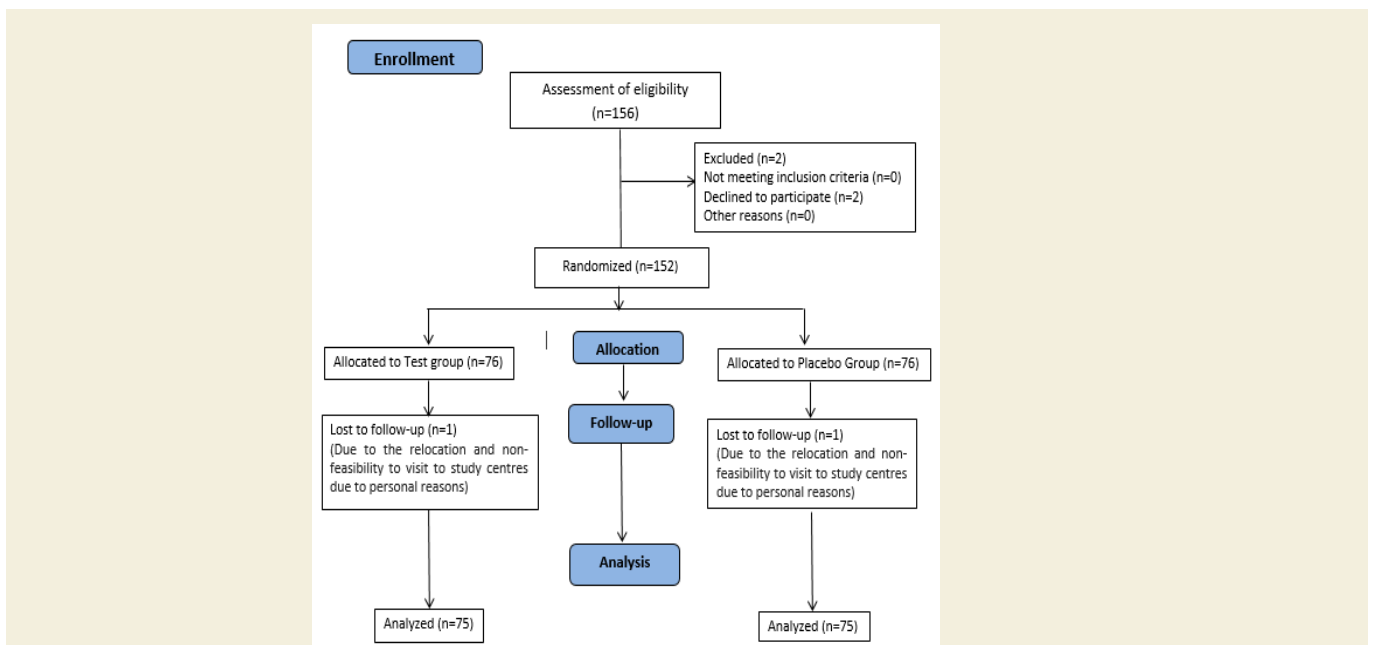 Enrollment
Assessment of eligibility
(n=156)
Excluded (n=2)
Not meeting inclusion criteria (n=0)
Declined to participate (n=2)
Other reasons (n=0)
Randomized (n=152)
Allocated to Test group (n=76)
Allocation
Allocated to Placebo Group (n=76)
Follow-up
Lost to follow-up (n=1)
(Due to the relocation and non-
feasibility to visit to study centres
due to personal reasons)
Lost to follow-up (n=1)
(Due to the relocation and non-
feasibility to visit to study centres
due to personal reasons)
Analysis
Analyzed (n=75)
Analyzed (n=75)